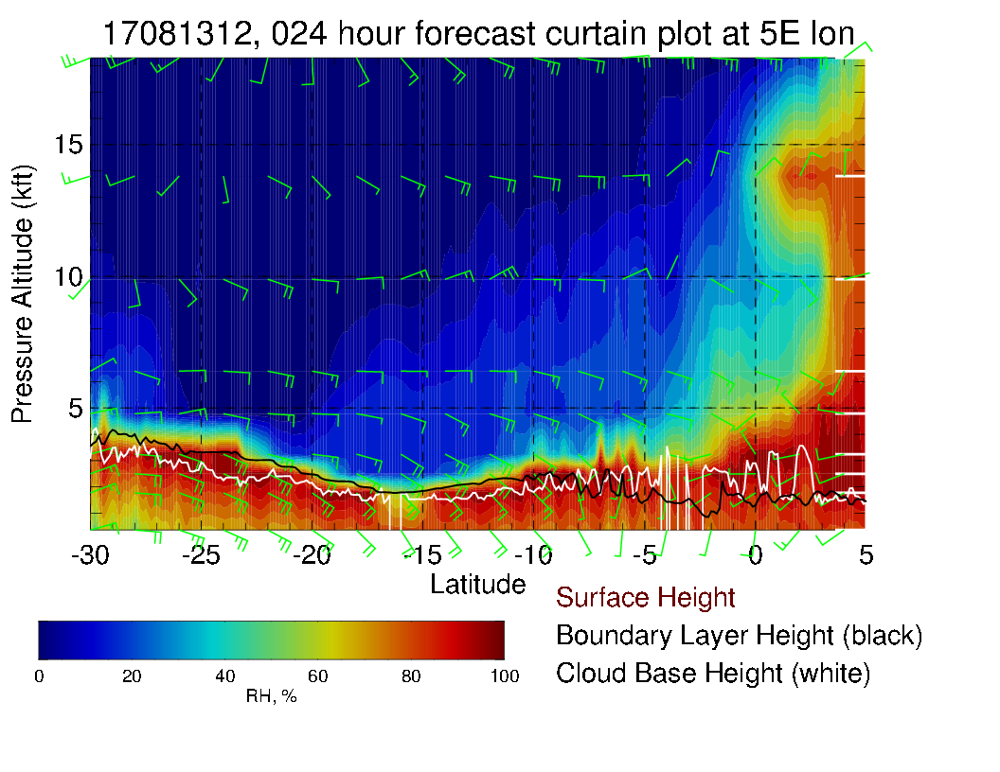 17081312, 024 hour forecast curtain plot at 5E lon
Pressure Altitude (kft)
15
10
5
-30 -25 -20 -15 -10 -5 0 5
Latitude
Surface Height
Boundary Layer Height (black)
Cloud Base Height (white)
0 20 40 60 80 100
RH, %